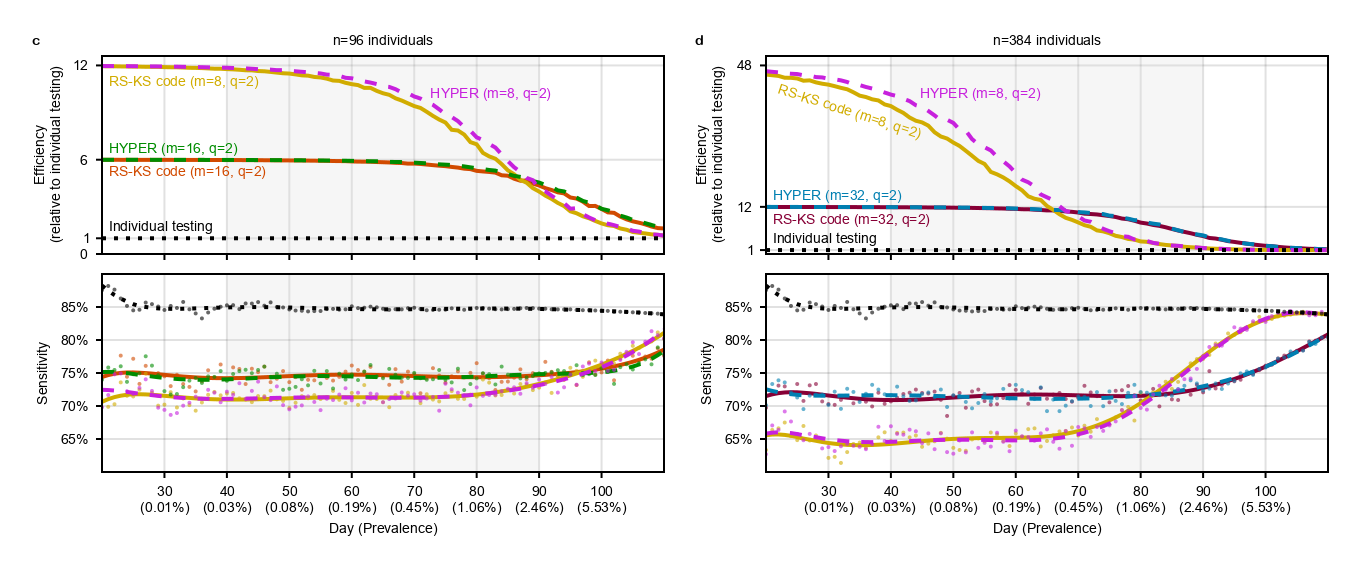 c
n=96 individuals
Efficiency
(relative to individual testing)
12
6
1
0
RS-KS code (m=8, q=2)
HYPER (m=8, q=2)
HYPER (m=16, q=2)
RS-KS code (m=16, q=2)
Individual testing
Sensitivity
85%
80%
75%
70%
65%
30 40 50 60 70 80 90 100
(0.01%) (0.03%) (0.08%) (0.19%) (0.45%) (1.06%) (2.46%) (5.53%)
Day (Prevalence)
d
n=384 individuals
Efficiency
(relative to individual testing)
48
12
1
RS-KS code (m=8, q=2)
HYPER (m=8, q=2)
HYPER (m=32, q=2)
RS-KS code (m=32, q=2)
Individual testing
Sensitivity
85%
80%
75%
70%
65%
30 40 50 60 70 80 90 100
(0.01%) (0.03%) (0.08%) (0.19%) (0.45%) (1.06%) (2.46%) (5.53%)
Day (Prevalence)